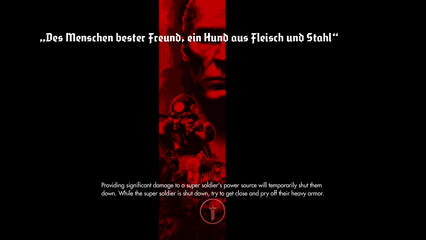 „Des Menschen bester Freund, ein Hund aus Fleisch und Stahl“
Providing significant damage to a super soldier's power source will temporarily shut them
down. While the super soldier is shut down, try to get close and pry off their heavy armor.